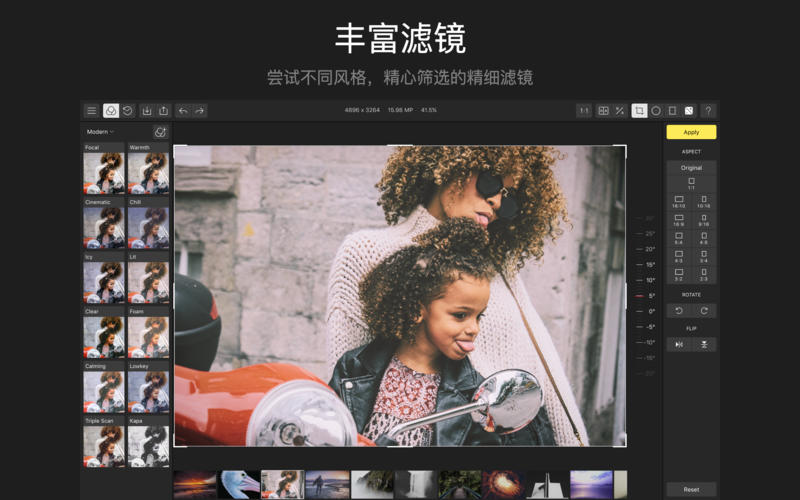 丰富滤镜
尝试不同风格，精心筛选的精细滤镜
4896 x 3264 15.98 MP 41.5%
1:1
?
Modern
Focal Warmth
Cinematic Chill
Icy Lit
Clear Foam
Calming Lowkey
Triple Scan Kapa
30°
25°
20°
15°
10°
5°
0°
-5°
-10°
-15°
-20°
Apply
ASPECT
Original
1:1
16:10 10:16
16:9 9:16
5:4 4:5
4:3 3:4
3:2 2:3
ROTATE
FLIP
Reset